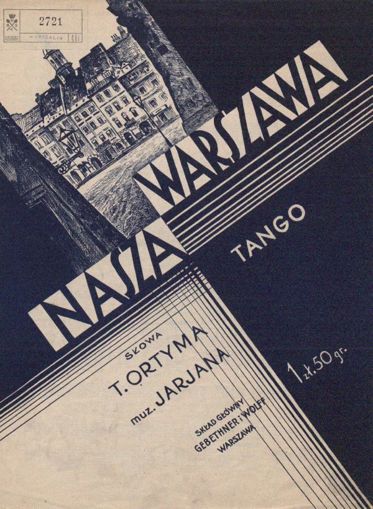 2721
WARSZAWA
NASZA
TANGO
SŁOWA
T. ORTYMA
muz. JARJANA
1 zł. 50 gr.
SKŁAD GŁÓWNY
GEBETHNER i WOLFF
WARSZAWA